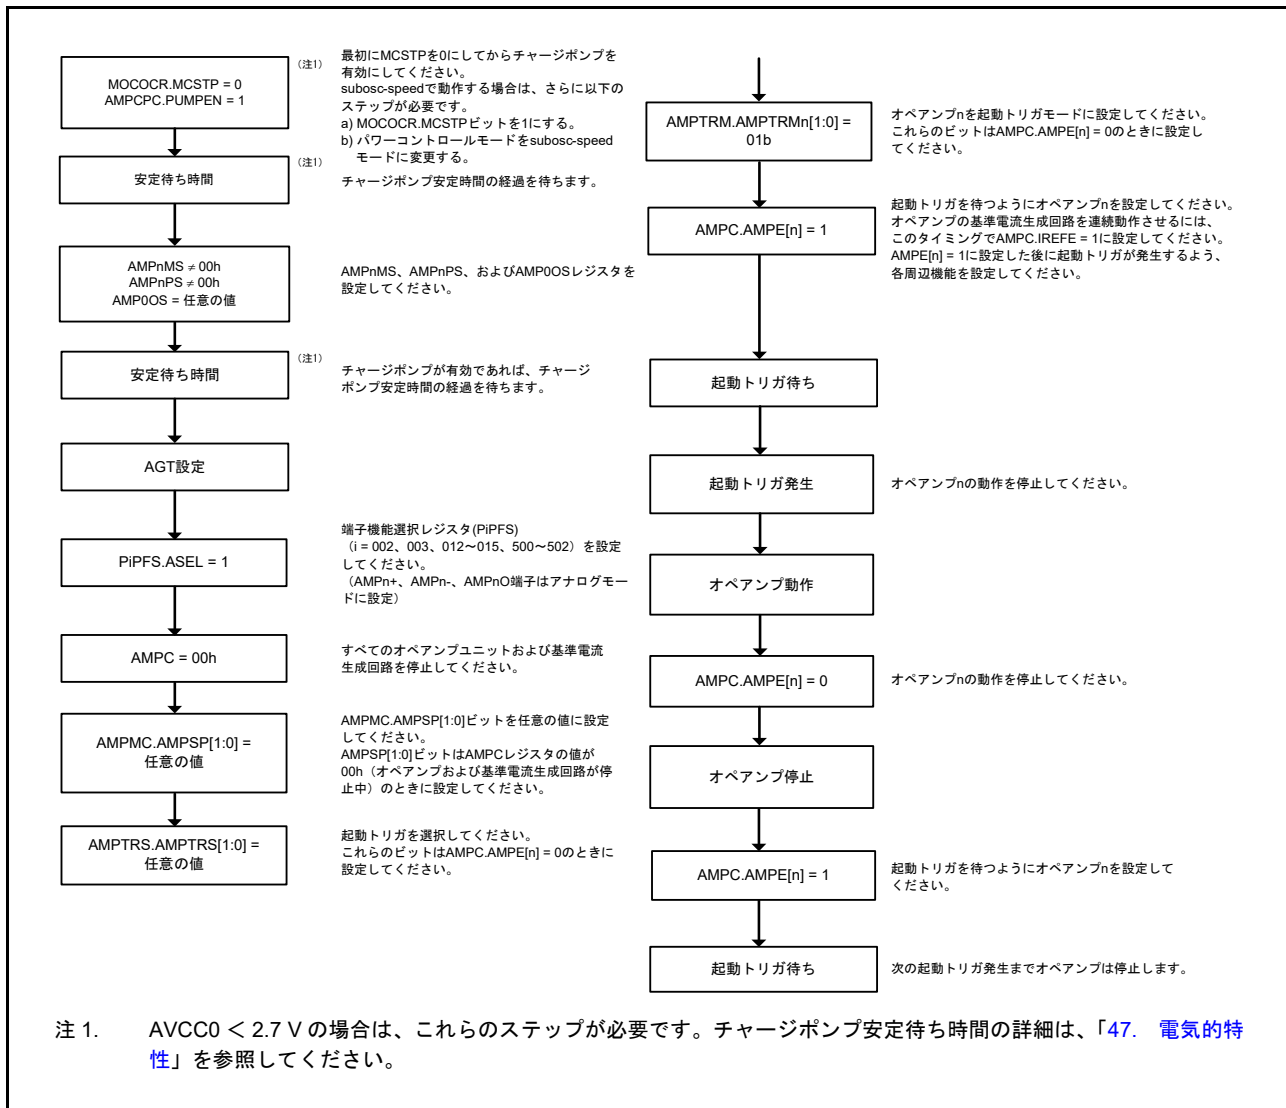 MOCOCR.MCSTP = 0
AMPCPC.PUMPEN = 1
（注1）
最初にMCSTPを0にしてからチャージポンプを
有効にしてください。
subosc-speedで動作する場合は、さらに以下の
ステップが必要です。
a) MOCOCR.MCSTPビットを1にする。
b) パワーコントロールモードをsubosc-speed
モードに変更する。
安定待ち時間
（注1）
チャージポンプ安定時間の経過を待ちます。
AMPnMS ≠ 00h
AMPnPS ≠ 00h
AMP0OS = 任意の値
AMPnMS、AMPnPS、およびAMP0OSレジスタを
設定してください。
安定待ち時間
（注1）
チャージポンプが有効であれば、チャージ
ポンプ安定時間の経過を待ちます。
AGT設定
PiPFS.ASEL = 1
端子機能選択レジスタ(PiPFS)
（i = 002、003、012～015、500～502）を設定
してください。
（AMPn+、AMPn-、AMPnO端子はアナログモー
ドに設定）
AMPC = 00h
すべてのオペアンプユニットおよび基準電流
生成回路を停止してください。
AMPMC.AMPSP[1:0] =
任意の値
AMPMC.AMPSP[1:0]ビットを任意の値に設定
してください。
AMPSP[1:0]ビットはAMPCレジスタの値が
00h（オペアンプおよび基準電流生成回路が停
止中）のときに設定してください。
AMPTRS.AMPTRS[1:0] =
任意の値
起動トリガを選択してください。
これらのビットはAMPC.AMPE[n] = 0のときに
設定してください。
AMPTRM.AMPTRMn[1:0] =
01b
オペアンプnを起動トリガモードに設定してください。
これらのビットはAMPC.AMPE[n] = 0のときに設定し
てください。
AMPC.AMPE[n] = 1
起動トリガを待つようにオペアンプnを設定してください。
オペアンプの基準電流生成回路を連続動作させるには、
このタイミングでAMPC.IREFE = 1に設定してください。
AMPE[n] = 1に設定した後に起動トリガが発生するよう、
各周辺機能を設定してください。
起動トリガ待ち
起動トリガ発生
オペアンプnの動作を停止してください。
オペアンプ動作
AMPC.AMPE[n] = 0
オペアンプnの動作を停止してください。
オペアンプ停止
AMPC.AMPE[n] = 1
起動トリガを待つようにオペアンプnを設定して
ください。
起動トリガ待ち
次の起動トリガ発生までオペアンプは停止します。
注 1. AVCC0 ＜ 2.7 V の場合は、これらのステップが必要です。チャージポンプ安定待ち時間の詳細は、「47. 電気的特
性」を参照してください。